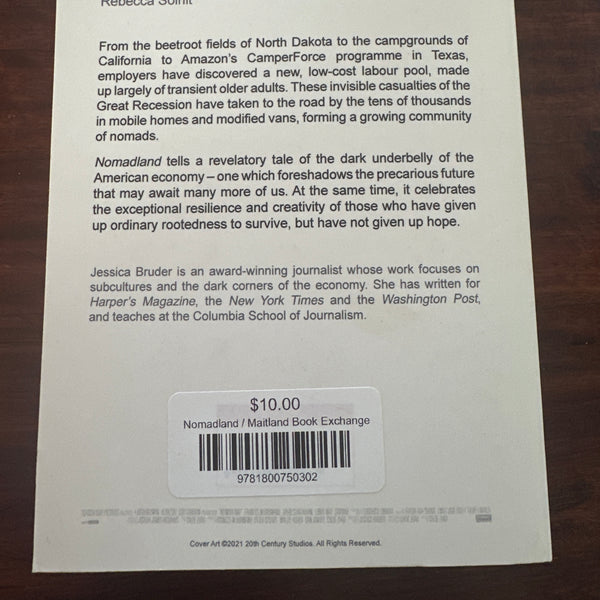 Rebecca Solnit
From the beetroot fields of North Dakota to the campgrounds of
California to Amazon's CamperForce programme in Texas,
employers have discovered a new, low-cost labour pool, made
up largely of transient older adults. These invisible casualties of the
Great Recession have taken to the road by the tens of thousands
in mobile homes and modified vans, forming a growing community
of nomads.
Nomadland tells a revelatory tale of the dark underbelly of the
American economy – one which foreshadows the precarious future
that may await many more of us. At the same time, it celebrates
the exceptional resilience and creativity of those who have given
up ordinary rootedness to survive, but have not given up hope.
Jessica Bruder is an award-winning journalist whose work focuses on
subcultures and the dark corners of the economy. She has written for
Harper's Magazine, the New York Times and the Washington Post,
and teaches at the Columbia School of Journalism.
$10.00
Nomadland / Maitland Book Exchange
9781800750302
Cover Art ©2021 20th Century Studios. All Rights Reserved.